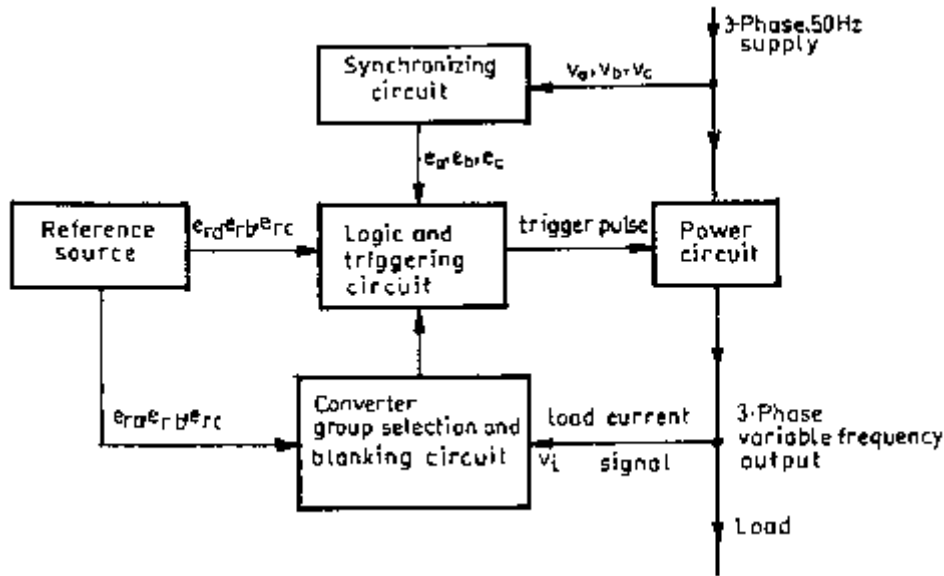 3-Phase,50Hz
supply
Synchronizing
circuit
va,vb,vc
ea,eb,ec
Reference
source
era,erb,erc
Logic and
triggering
circuit
trigger pulse
Power
circuit
era,erb,erc
Converter
group selection and
blanking circuit
load current
vi signal
3-Phase
variable frequency
output
Load